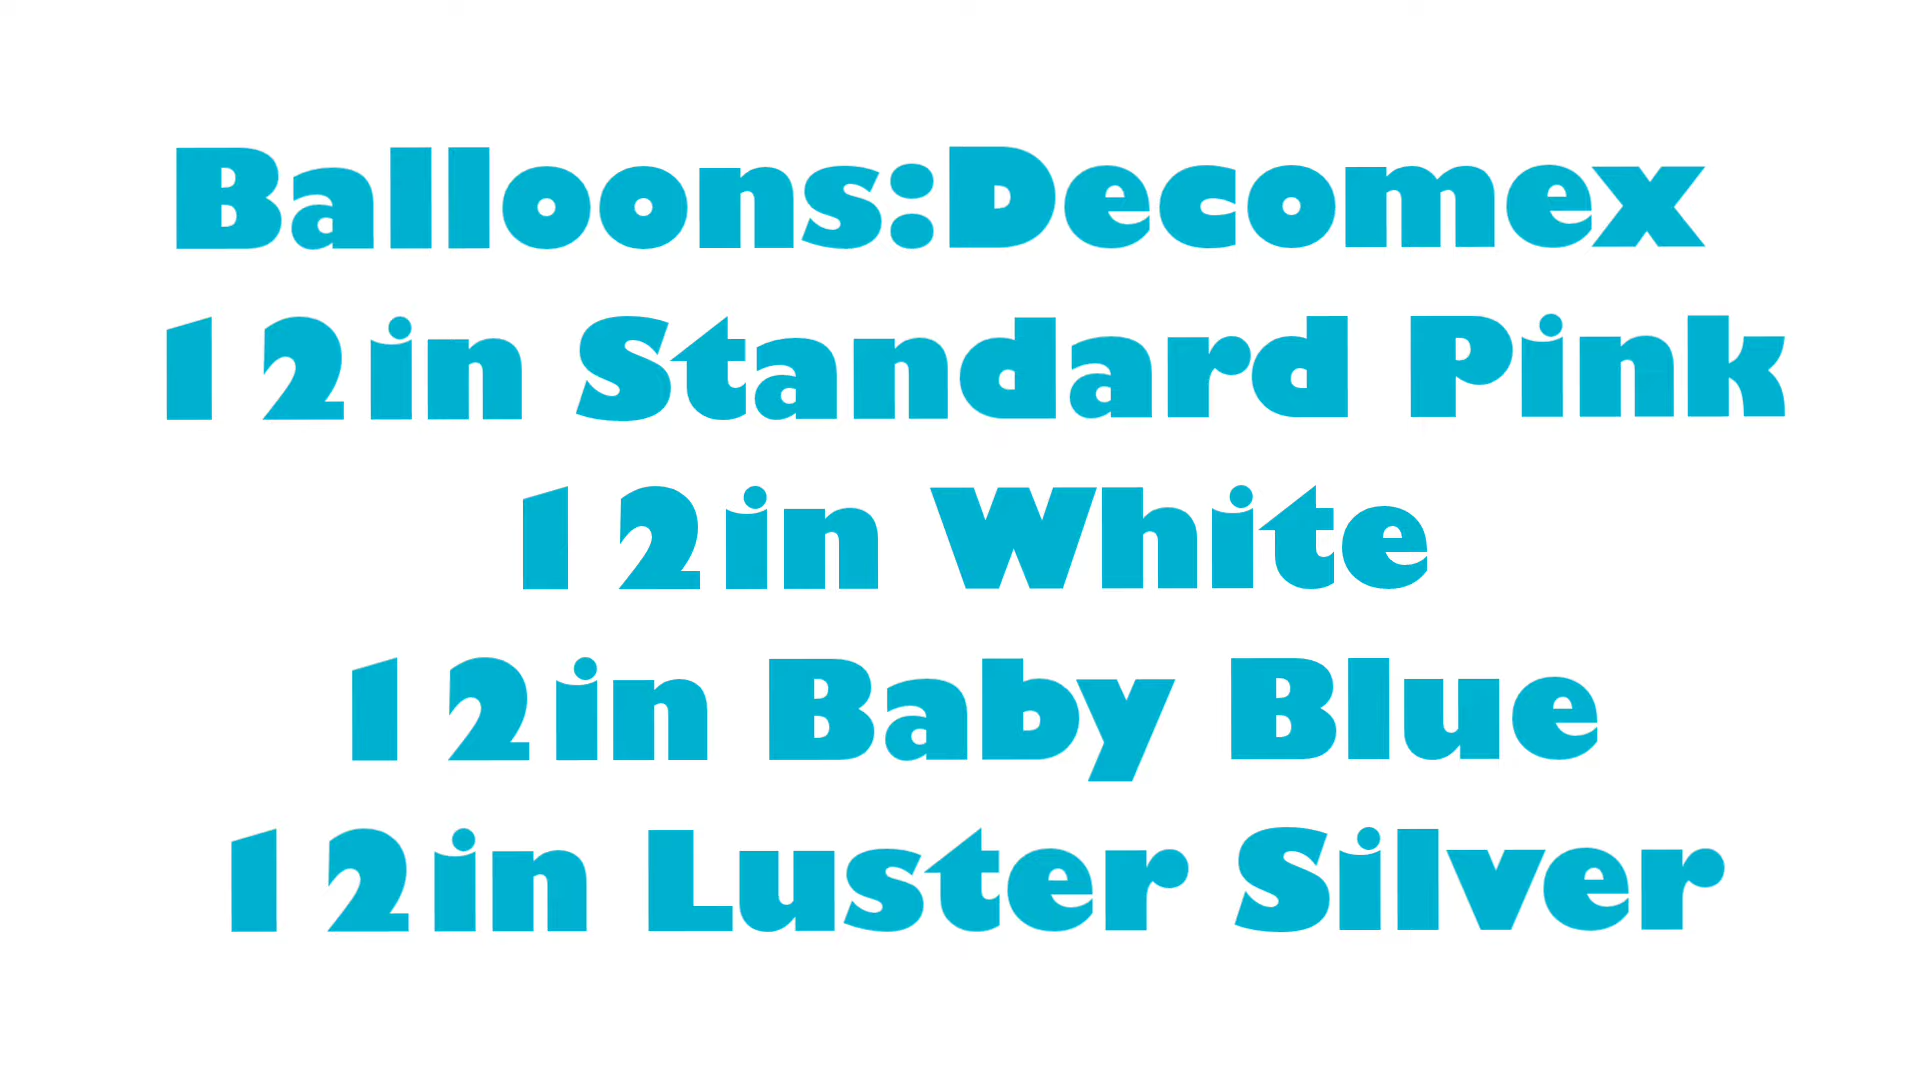 Balloons:Decomex
12in Standard Pink
12in White
12in Baby Blue
12in Luster Silver